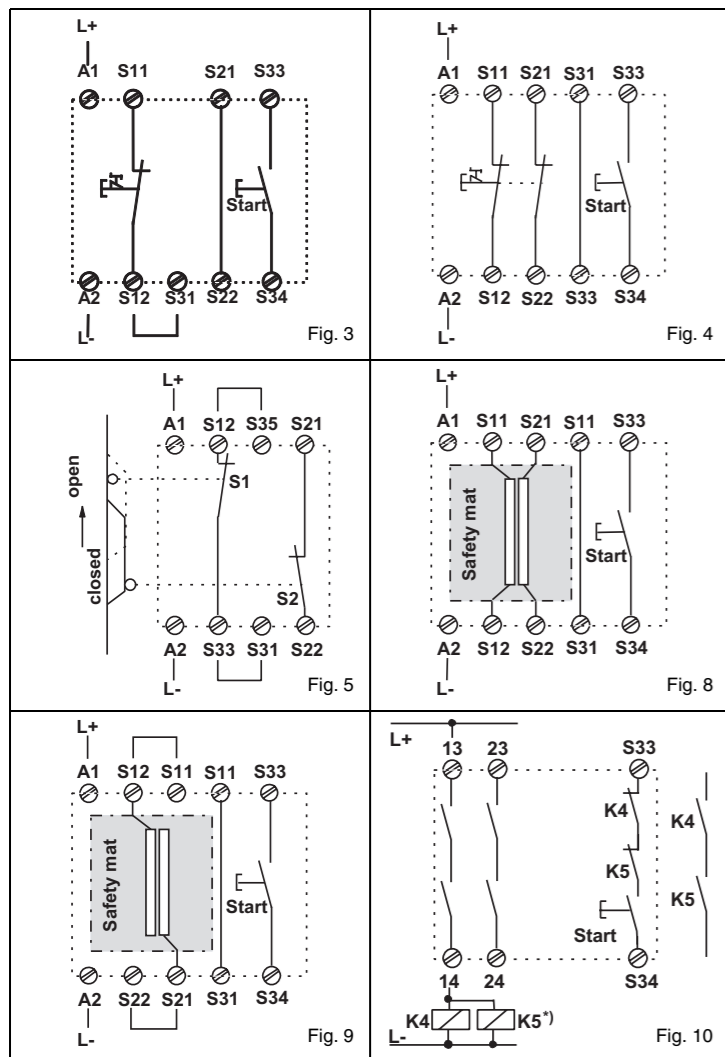 L+
A1 S11 S21 S33
Start
A2 S12 S31 S22 S34
L-
Fig. 3
L+
A1 S11 S21 S31 S33
Start
A2 S12 S22 S33 S34
L-
Fig. 4
L+
A1 S12 S35 S21
open
closed
S1
S2
A2 S33 S31 S22
L-
Fig. 5
L+
A1 S11 S21 S11 S33
Safety mat
Start
A2 S12 S22 S31 S34
L-
Fig. 8
L+
A1 S12 S11 S11 S33
Safety mat
Start
A2 S22 S21 S31 S34
L-
Fig. 9
L+
13 23 S33
K4 K4
K5 K5
Start
14 24 S34
K4 K5*)
L-
Fig. 10